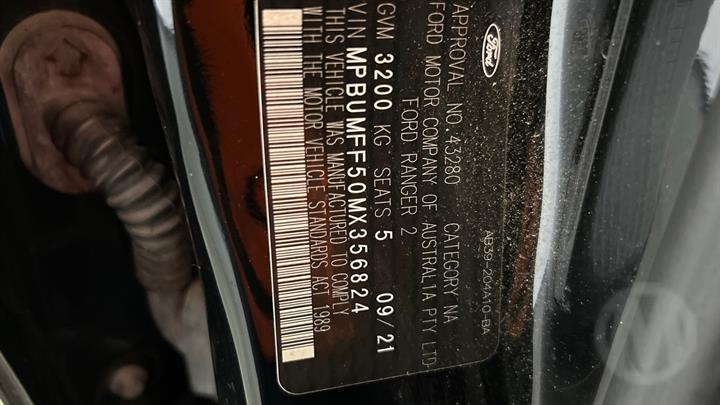 Ford
AB39-204A10-BA
APPROVAL NO. 43280 CATEGORY NA
FORD MOTOR COMPANY OF AUSTRALIA PTY LTD
FORD RANGER 2
GVM 3200 KG SEATS 5 09/21
VIN MPBUMFF50MX356824
THIS VEHICLE WAS MANUFACTURED TO COMPLY
WITH THE MOTOR VEHICLE STANDARDS ACT 1989